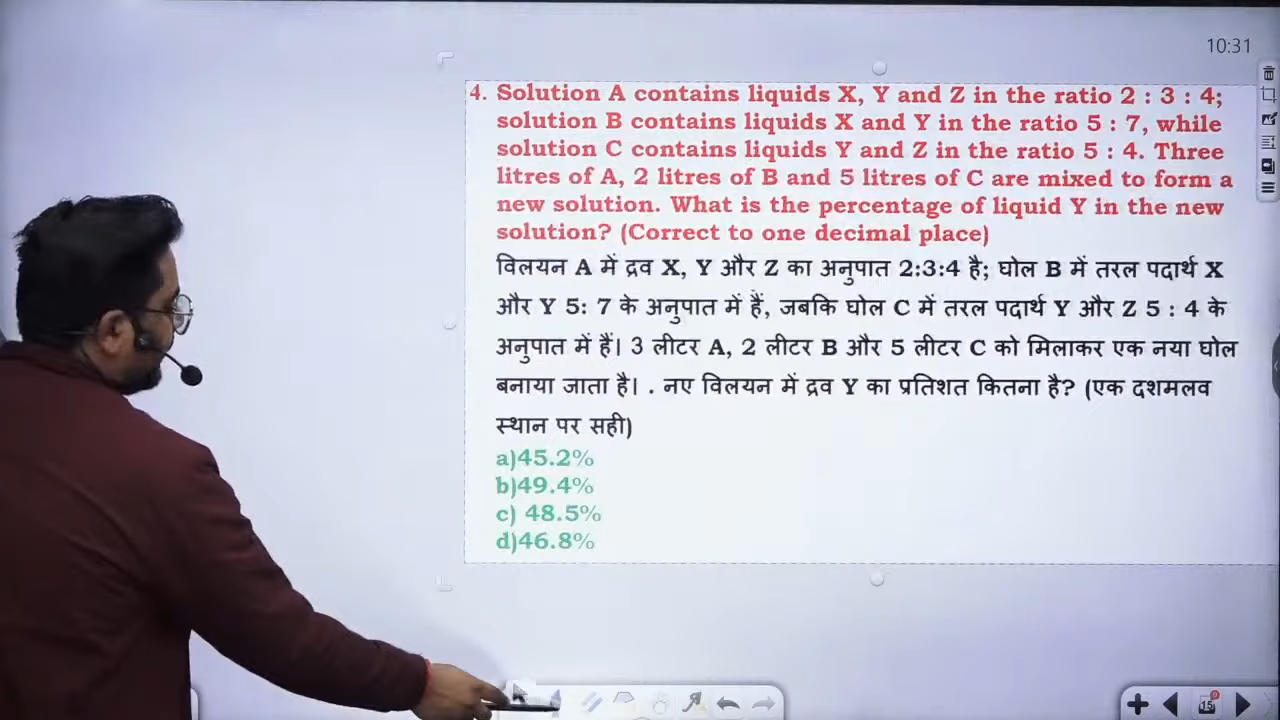 10:31
4. Solution A contains liquids X, Y and Z in the ratio 2 : 3 : 4;
solution B contains liquids X and Y in the ratio 5 : 7, while
solution C contains liquids Y and Z in the ratio 5 : 4. Three
litres of A, 2 litres of B and 5 litres of C are mixed to form a
new solution. What is the percentage of liquid Y in the new
solution? (Correct to one decimal place)
विलयन A में द्रव X, Y और Z का अनुपात 2:3:4 है; घोल B में तरल पदार्थ X
और Y 5: 7 के अनुपात में हैं, जबकि घोल C में तरल पदार्थ Y और Z 5 : 4 के
अनुपात में हैं। 3 लीटर A, 2 लीटर B और 5 लीटर C को मिलाकर एक नया घोल
बनाया जाता है। . नए विलयन में द्रव Y का प्रतिशत कितना है? (एक दशमलव
स्थान पर सही)
a)45.2%
b)49.4%
c) 48.5%
d)46.8%
15